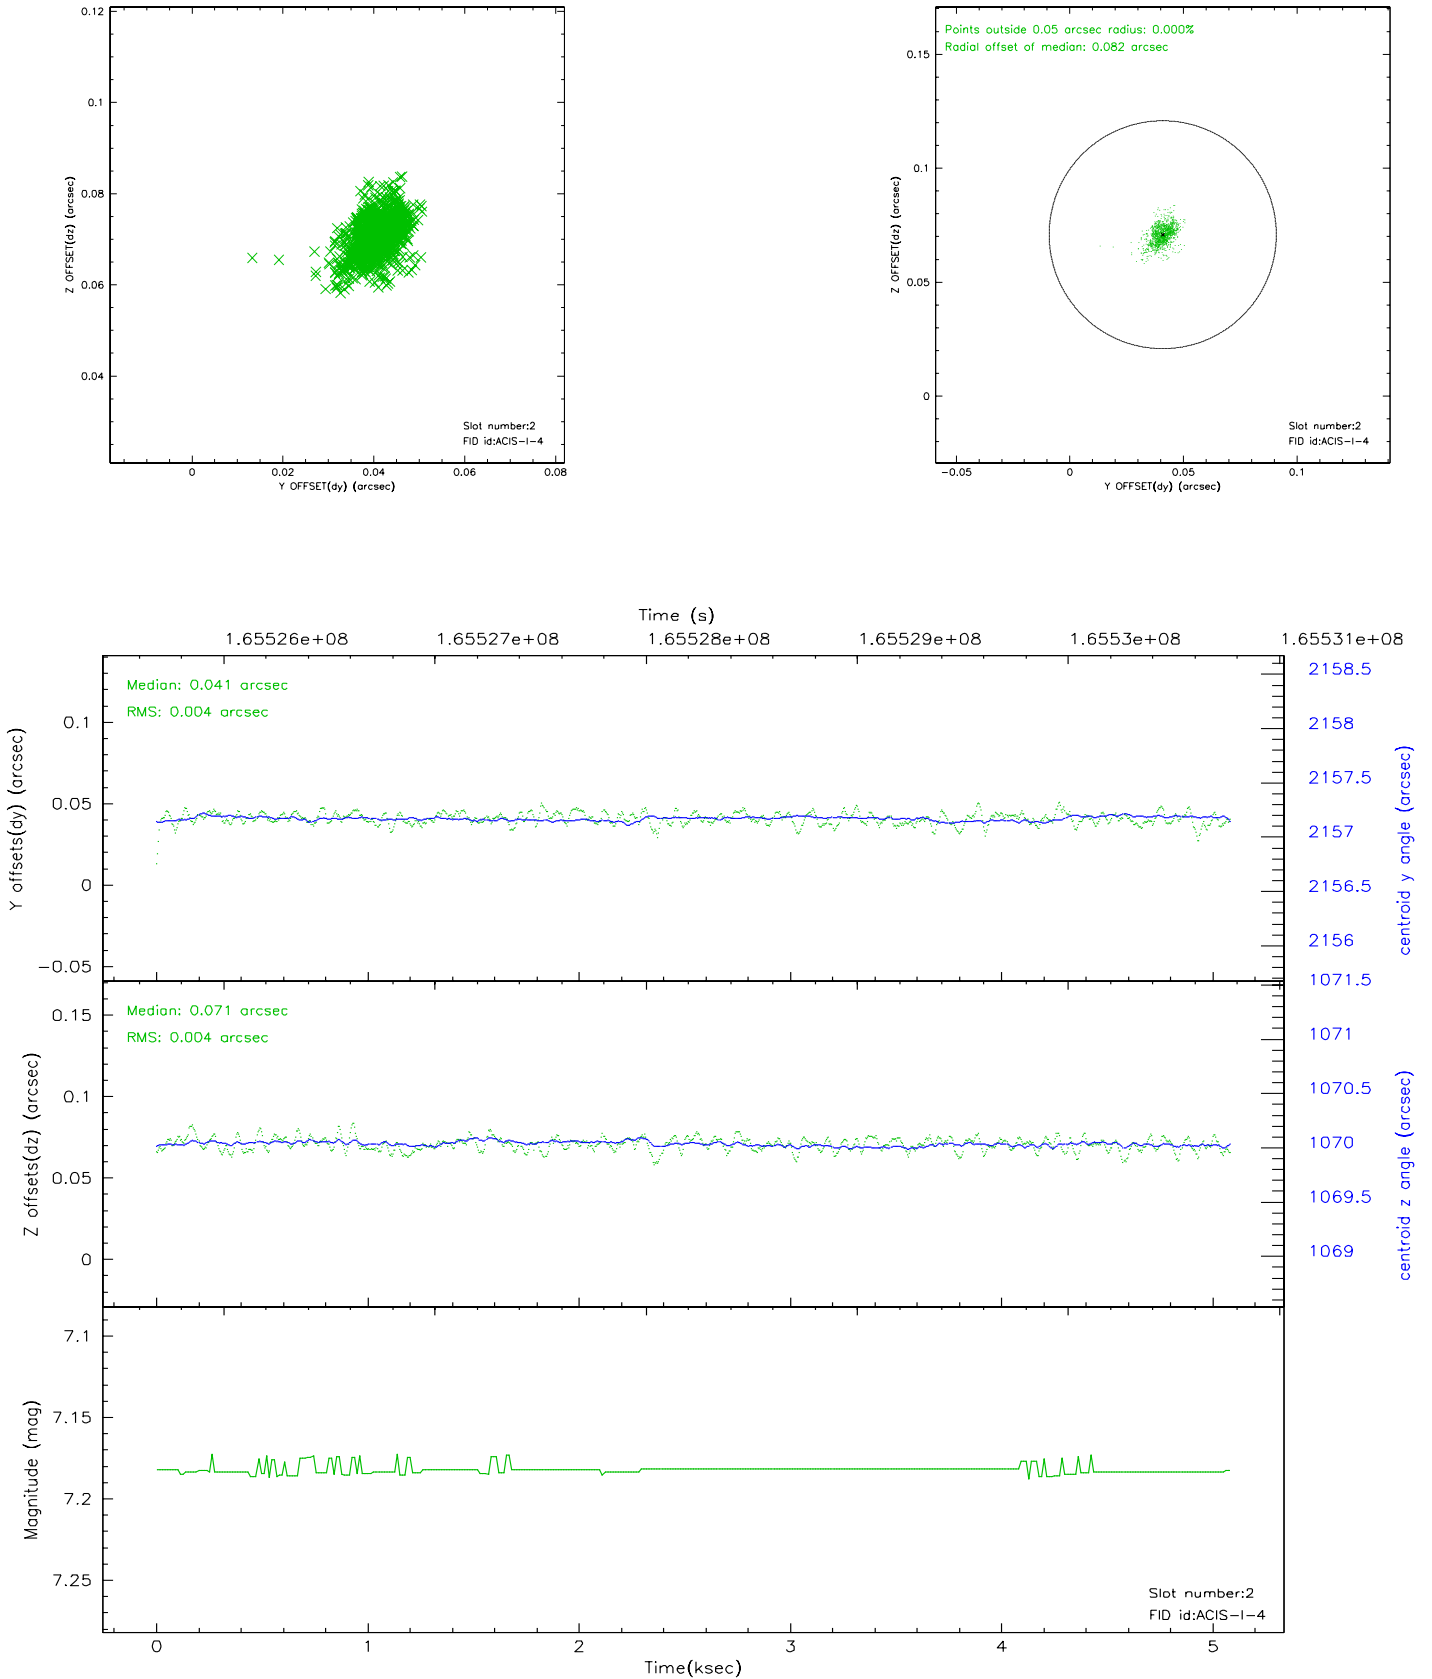 0.12
0.1
0.08
0.06
0.04
Z OFFSET(dz) (arcsec)
Slot number:2
FID id:ACIS-I-4
0 0.02 0.04 0.06 0.08
Y OFFSET(dy) (arcsec)
Points outside 0.05 arcsec radius: 0.000%
Radial offset of median: 0.082 arcsec
0.15
0.1
0.05
0
Z OFFSET(dz) (arcsec)
Slot number:2
FID id:ACIS-I-4
-0.05 0 0.05 0.1
Y OFFSET(dy) (arcsec)
Time (s)
1.65526e+08 1.65527e+08 1.65528e+08 1.65529e+08 1.6553e+08 1.65531e+08
Median: 0.041 arcsec
RMS: 0.004 arcsec
0.1
0.05
0
-0.05
Y offsets(dy) (arcsec)
2158.5
2158
2157.5
2157
2156.5
2156
centroid y angle (arcsec)
1071.5
Median: 0.071 arcsec
RMS: 0.004 arcsec
0.15
0.1
0.05
0
Z offsets(dz) (arcsec)
1071
1070.5
1070
1069.5
1069
centroid z angle (arcsec)
7.1
7.15
7.2
7.25
Magnitude (mag)
Slot number:2
FID id:ACIS-I-4
0 1 2 3 4 5
Time(ksec)